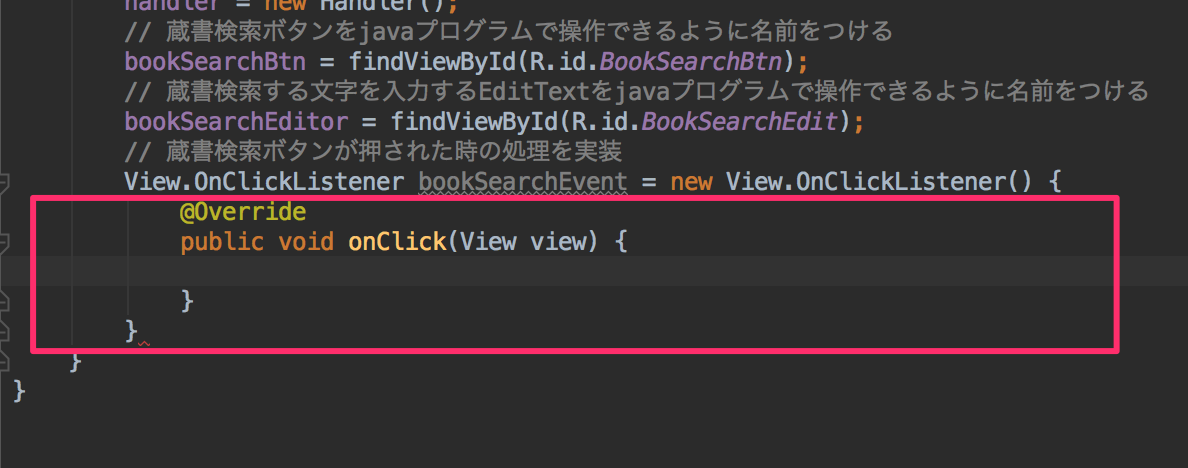 handler = new Handler();
// 蔵書検索ボタンをjavaプログラムで操作できるように名前をつける
bookSearchBtn = findViewById(R.id.BookSearchBtn);
// 蔵書検索する文字を入力するEditTextをjavaプログラムで操作できるように名前をつける
bookSearchEditor = findViewById(R.id.BookSearchEdit);
// 蔵書検索ボタンが押された時の処理を実装
View.OnClickListener bookSearchEvent = new View.OnClickListener() {
@Override
public void onClick(View view) {
}
}
}
}